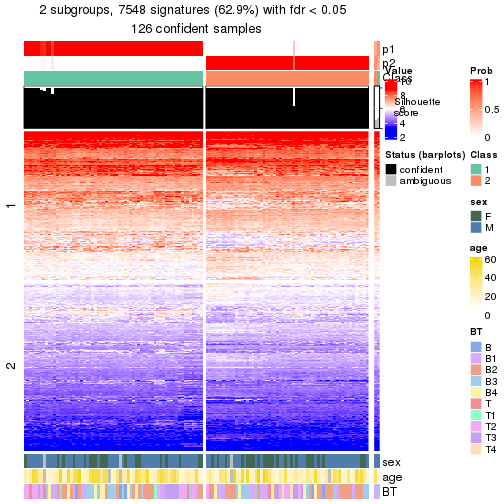 2 subgroups, 7548 signatures (62.9%) with fdr < 0.05
126 confident samples
p1
p2
Class
Silhouette
score
1
2
sex
age
BT
Value
10
8
6
4
2
Status (barplots)
confident
ambiguous
Prob
1
0.5
0
Class
1
2
sex
F
M
age
60
40
20
0
BT
B
B1
B2
B3
B4
T
T1
T2
T3
T4